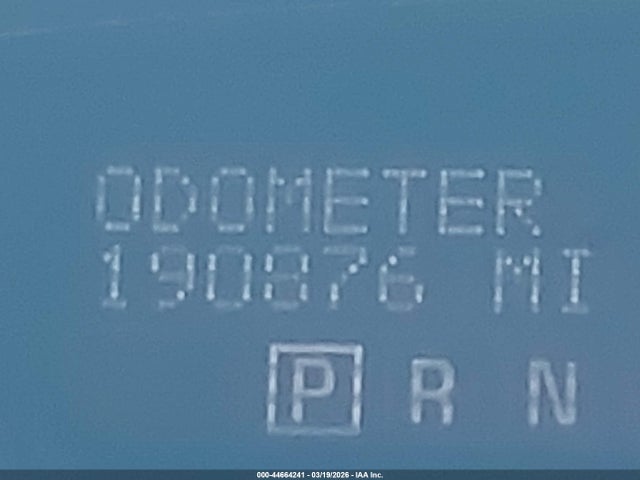 ODOMETER
190876 MI
P R N
000-44664241 - 03/19/2026 - IAA Inc.